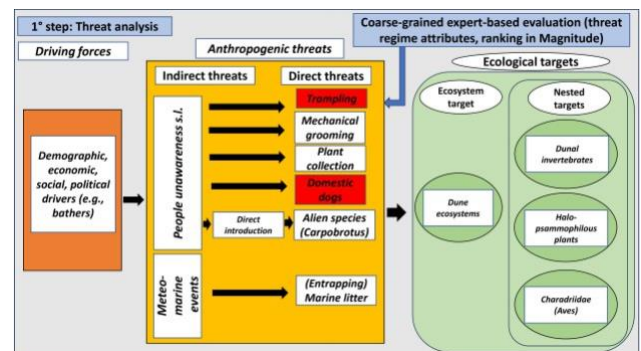 1° step: Threat analysis
Coarse-grained expert-based evaluation (threat
regime attributes, ranking in Magnitude)
Driving forces
Anthropogenic threats
Ecological targets
Indirect threats
Direct threats
Ecosystem
target
Nested
targets
Demographic,
economic,
social, political
drivers (e.g.,
bathers)
People unawareness s.l.
Trampling
Mechanical
grooming
Plant
collection
Domestic
dogs
Direct
introduction
Alien species
(Carpobrotus)
Meteo-
marine
events
(Entrapping)
Marine litter
Dune
ecosystems
Dunal
invertebrates
Halo-
psammophilous
plants
Charadriidae
(Aves)